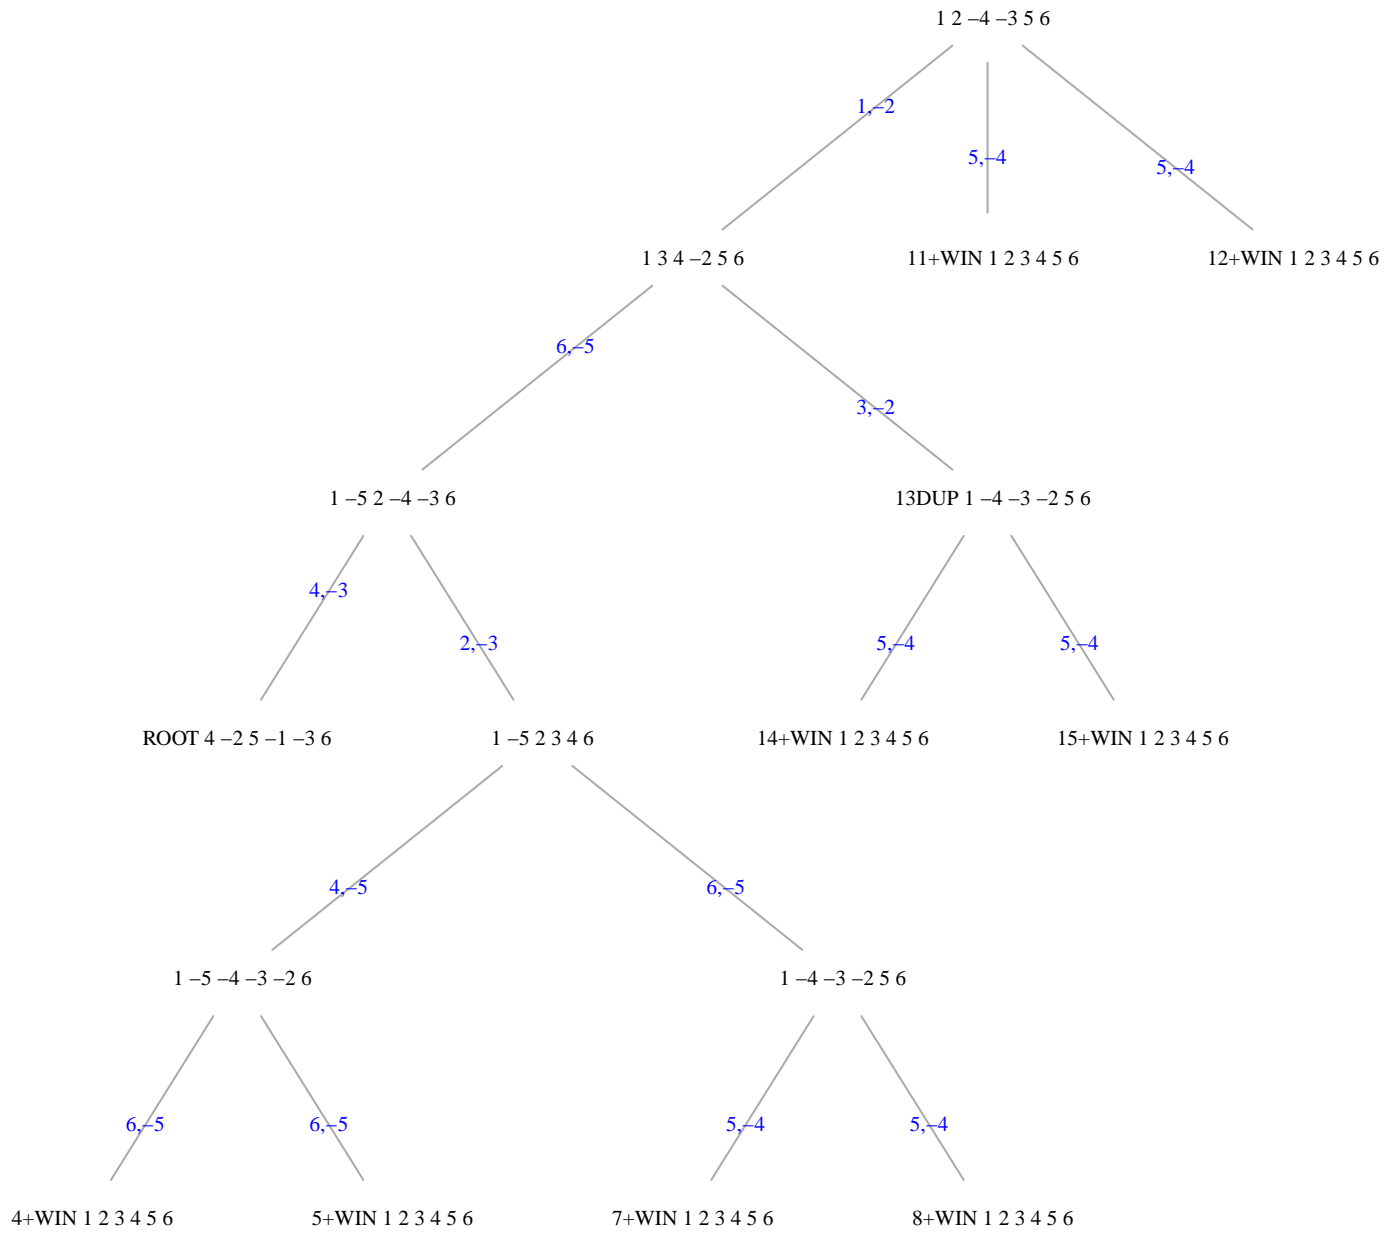 1 2 –4 –3 5 6
1,–2
5,–4
5,–4
1 3 4 –2 5 6
11+WIN 1 2 3 4 5 6
12+WIN 1 2 3 4 5 6
6,–5
3,–2
1 –5 2 –4 –3 6
13DUP 1 –4 –3 –2 5 6
4,–3
2,–3
5,–4
5,–4
ROOT 4 –2 5 –1 –3 6
1 –5 2 3 4 6
14+WIN 1 2 3 4 5 6
15+WIN 1 2 3 4 5 6
4,–5
6,–5
1 –5 –4 –3 –2 6
1 –4 –3 –2 5 6
6,–5
6,–5
5,–4
5,–4
4+WIN 1 2 3 4 5 6
5+WIN 1 2 3 4 5 6
7+WIN 1 2 3 4 5 6
8+WIN 1 2 3 4 5 6